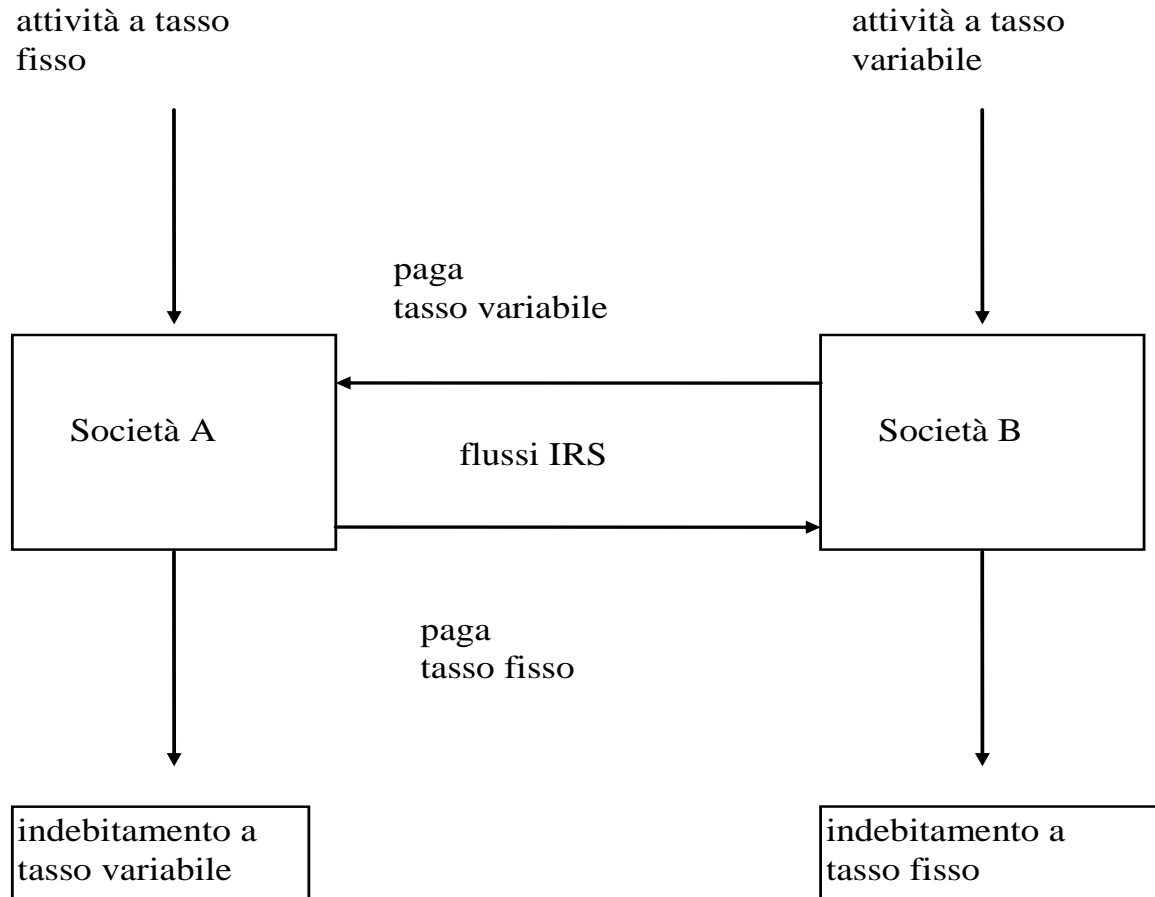 attività a tasso
fisso
attività a tasso
variabile
paga
tasso variabile
Società A
flussi IRS
Società B
paga
tasso fisso
indebitamento a
tasso variabile
indebitamento a
tasso fisso